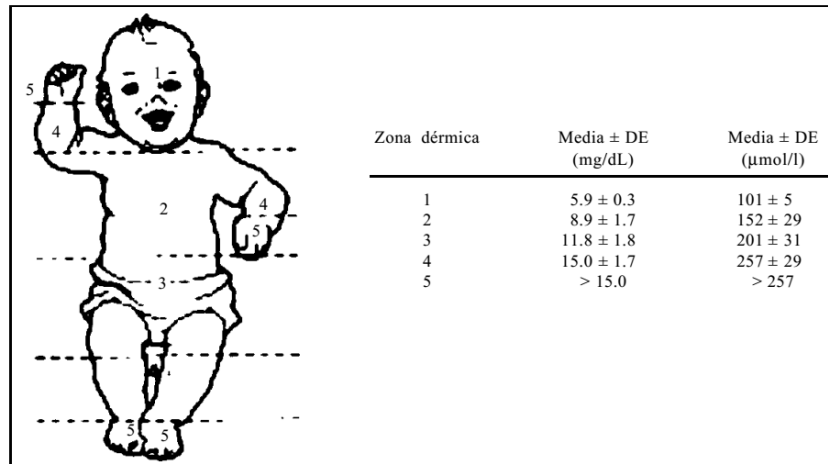 1
5
4
2
4
5
3
5
5
Zona dérmica Media ± DE Media ± DE
(mg/dL) (µmol/l)
1 5.9 ± 0.3 101 ± 5
2 8.9 ± 1.7 152 ± 29
3 11.8 ± 1.8 201 ± 31
4 15.0 ± 1.7 257 ± 29
5 > 15.0 > 257